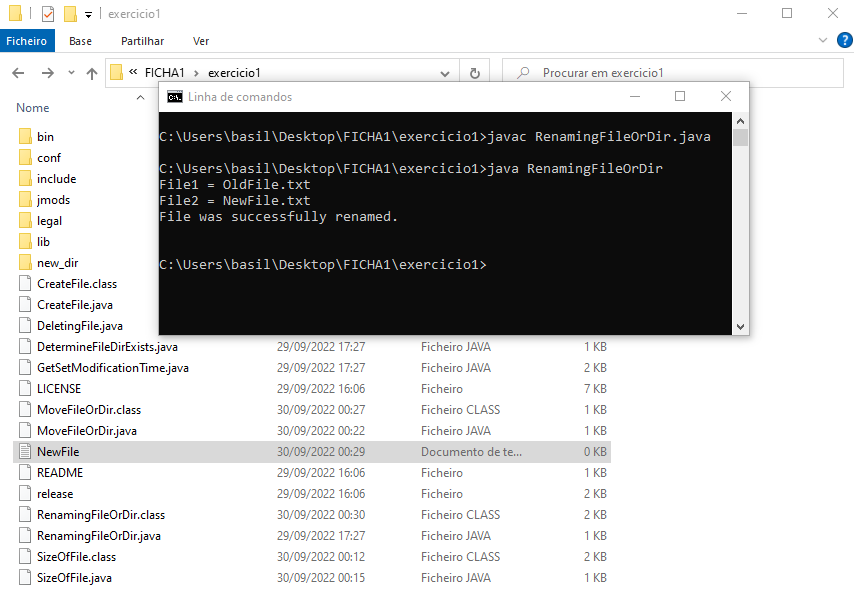 exercicio1
Ficheiro Base Partilhar Ver
« FICHA1 > exercicio1
Procurar em exercicio1
Nome
Linha de comandos
C:\Users\basil\Desktop\FICHA1\exercicio1>javac RenamingFileOrDir.java
C:\Users\basil\Desktop\FICHA1\exercicio1>java RenamingFileOrDir
File1 = OldFile.txt
File2 = NewFile.txt
File was successfully renamed.
C:\Users\basil\Desktop\FICHA1\exercicio1>
bin
conf
include
jmods
legal
lib
new_dir
CreateFile.class
CreateFile.java
DeletingFile.java
DetermineFileDirExists.java 29/09/2022 17:27 Ficheiro JAVA 1 KB
GetSetModificationTime.java 29/09/2022 17:27 Ficheiro JAVA 2 KB
LICENSE 29/09/2022 16:06 Ficheiro 7 KB
MoveFileOrDir.class 30/09/2022 00:27 Ficheiro CLASS 1 KB
MoveFileOrDir.java 30/09/2022 00:22 Ficheiro JAVA 1 KB
NewFile 30/09/2022 00:29 Documento de te... 0 KB
README 29/09/2022 16:06 Ficheiro 1 KB
release 29/09/2022 16:06 Ficheiro 2 KB
RenamingFileOrDir.class 30/09/2022 00:30 Ficheiro CLASS 2 KB
RenamingFileOrDir.java 29/09/2022 17:27 Ficheiro JAVA 1 KB
SizeOfFile.class 30/09/2022 00:12 Ficheiro CLASS 2 KB
SizeOfFile.java 30/09/2022 00:15 Ficheiro JAVA 1 KB